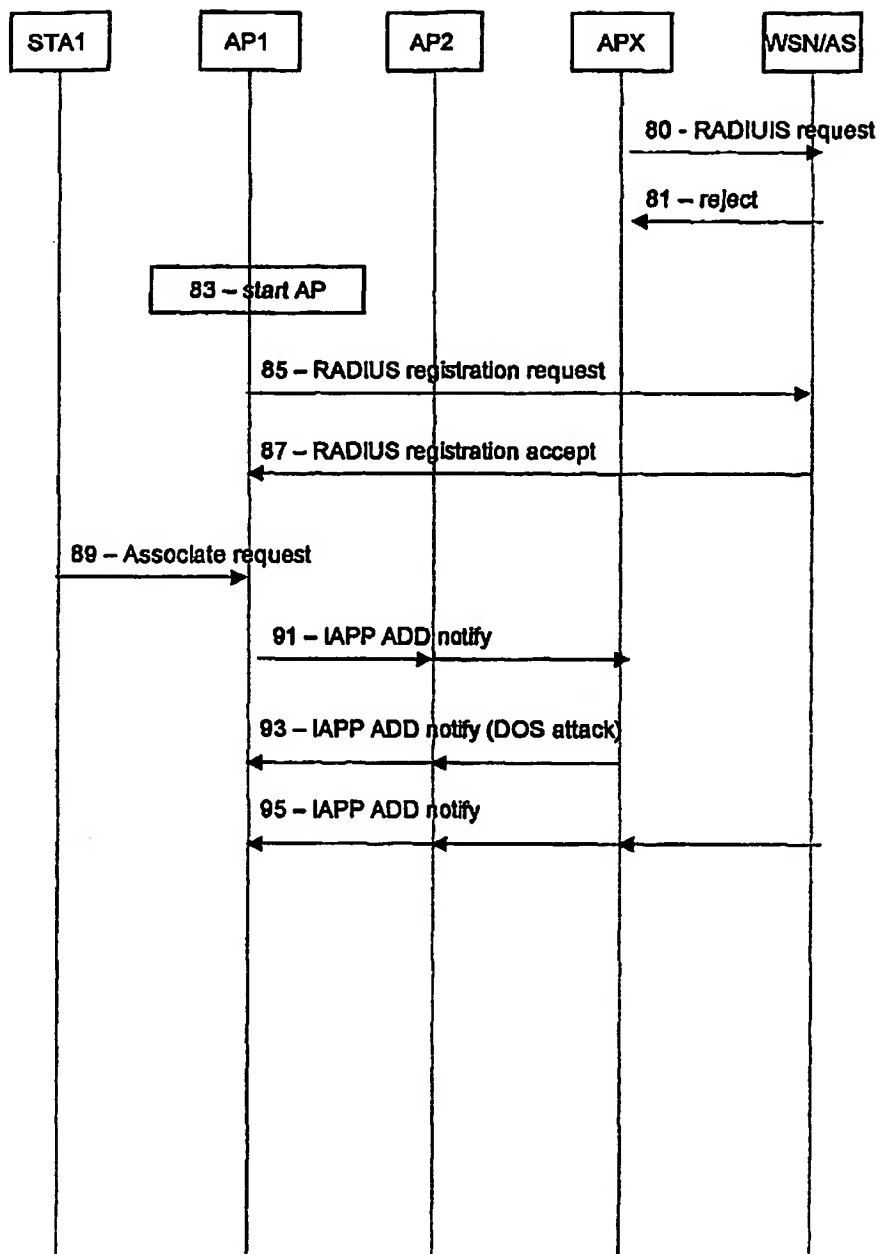 STA1 AP1 AP2 APX WSN/AS
80 - RADIUIS request
81 – reject
83 – start AP
85 – RADIUS registration request
87 – RADIUS registration accept
89 – Associate request
91 – IAPP ADD notify
93 – IAPP ADD notify (DOS attack)
95 – IAPP ADD notify